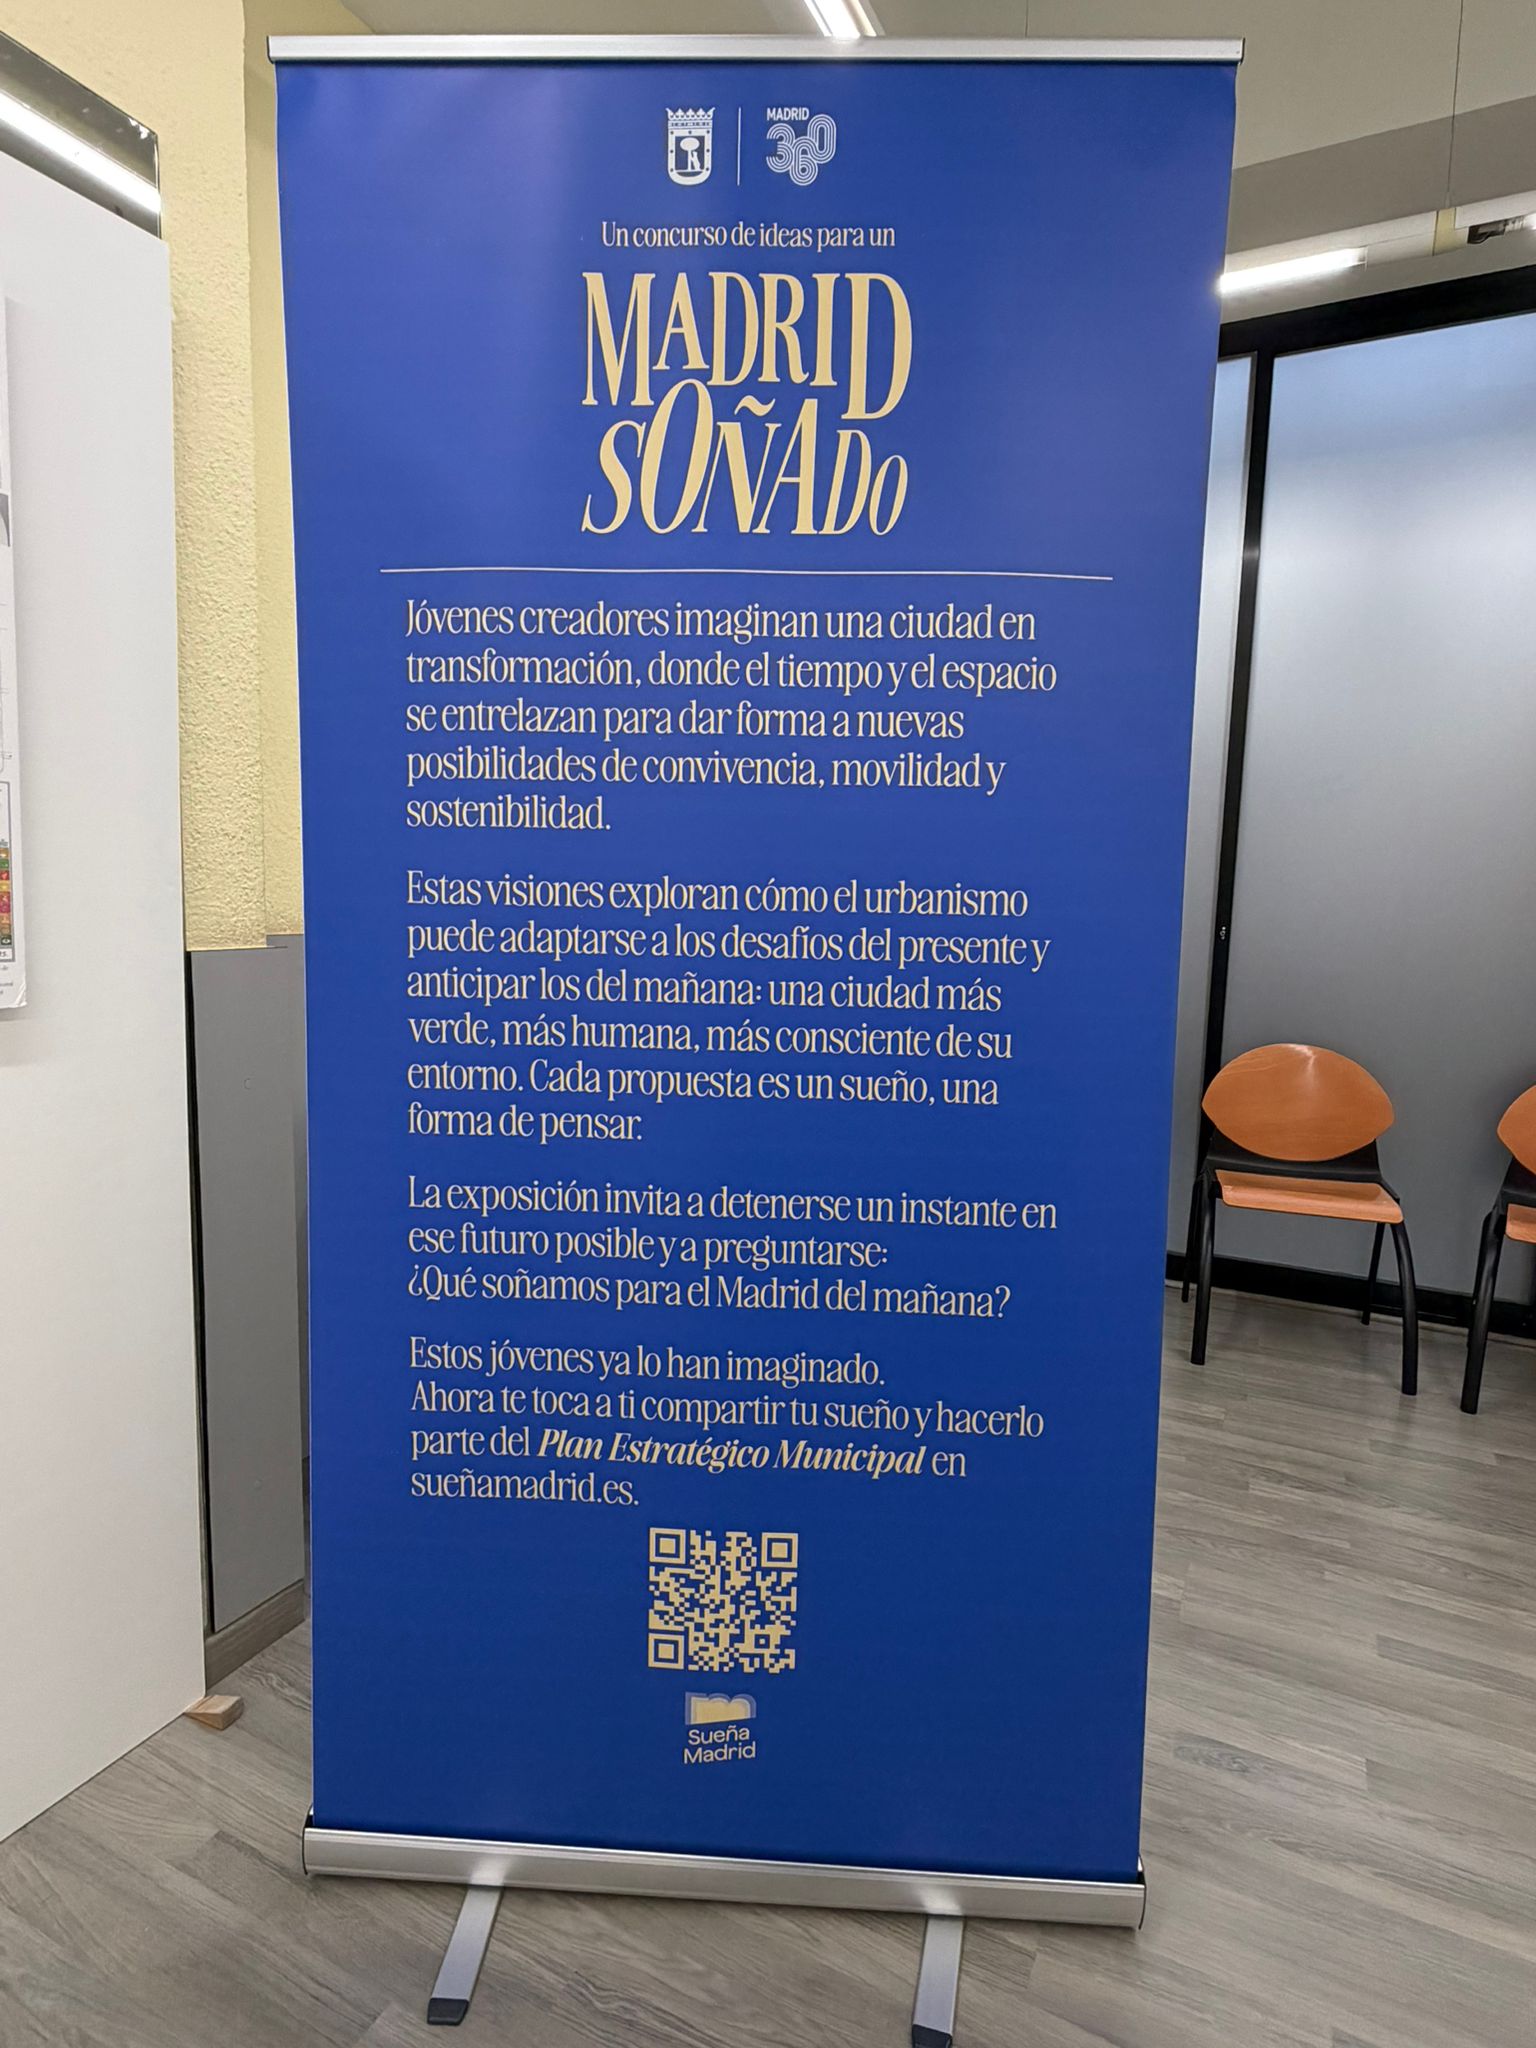 MADRID
360
Un concurso de ideas para un
MADRID
SOÑADO
Jóvenes creadores imaginan una ciudad en
transformación, donde el tiempo y el espacio
se entrelazan para dar forma a nuevas
posibilidades de convivencia, movilidad y
sostenibilidad.
Estas visiones exploran cómo el urbanismo
puede adaptarse a los desafíos del presente y
anticipar los del mañana: una ciudad más
verde, más humana, más consciente de su
entorno. Cada propuesta es un sueño, una
forma de pensar.
La exposición invita a detenerse un instante en
ese futuro posible y a preguntarse:
¿Qué soñamos para el Madrid del mañana?
Estos jóvenes ya lo han imaginado.
Ahora te toca a ti compartir tu sueño y hacerlo
parte del Plan Estratégico Municipal en
sueñamadrid.es.
Sueña
Madrid